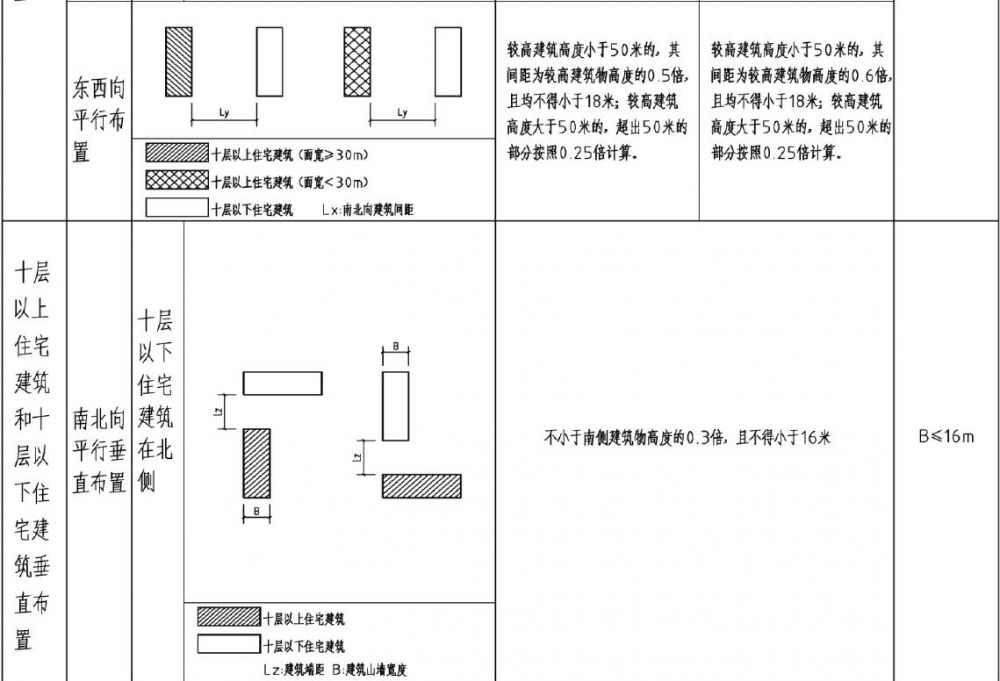 东西向
平行布
置
Ly
Ly
十层以上住宅建筑（面宽≥30m）
十层以上住宅建筑（面宽<30m）
十层以下住宅建筑 Lx:南北向建筑间距
较高建筑高度小于50米的，其
间距为较高建筑物高度的0.5倍，
且均不得小于18米；较高建筑
高度大于50米的，超出50米的
部分按照0.25倍计算。
较高建筑高度小于50米的，其
间距为较高建筑物高度的0.6倍，
且均不得小于18米；较高建筑
高度大于50米的，超出50米的
部分按照0.25倍计算。
十层
以上
住宅
建筑
和十
层以
下住
宅建
筑垂
直布
置
南北向
平行垂
直布置
十层
以下
住宅
建筑
在北
侧
Lz
B
B
Lz
十层以上住宅建筑
十层以下住宅建筑
Lz:建筑端距 B:建筑山墙宽度
不小于南侧建筑物高度的0.3倍，且不得小于16米
B≤16m